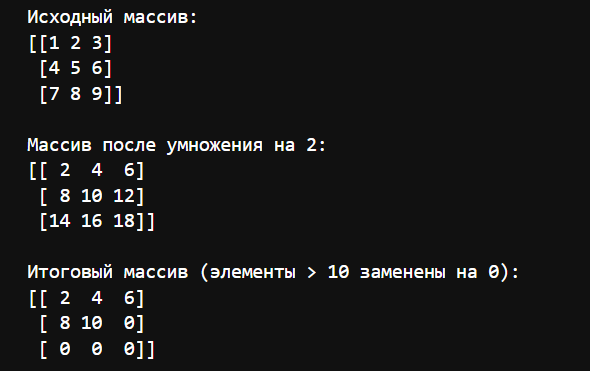 Исходный массив:
[[1 2 3]
 [4 5 6]
 [7 8 9]]

Массив после умножения на 2:
[[ 2  4  6]
 [ 8 10 12]
 [14 16 18]]

Итоговый массив (элементы > 10 заменены на 0):
[[ 2  4  6]
 [ 8 10  0]
 [ 0  0  0]]